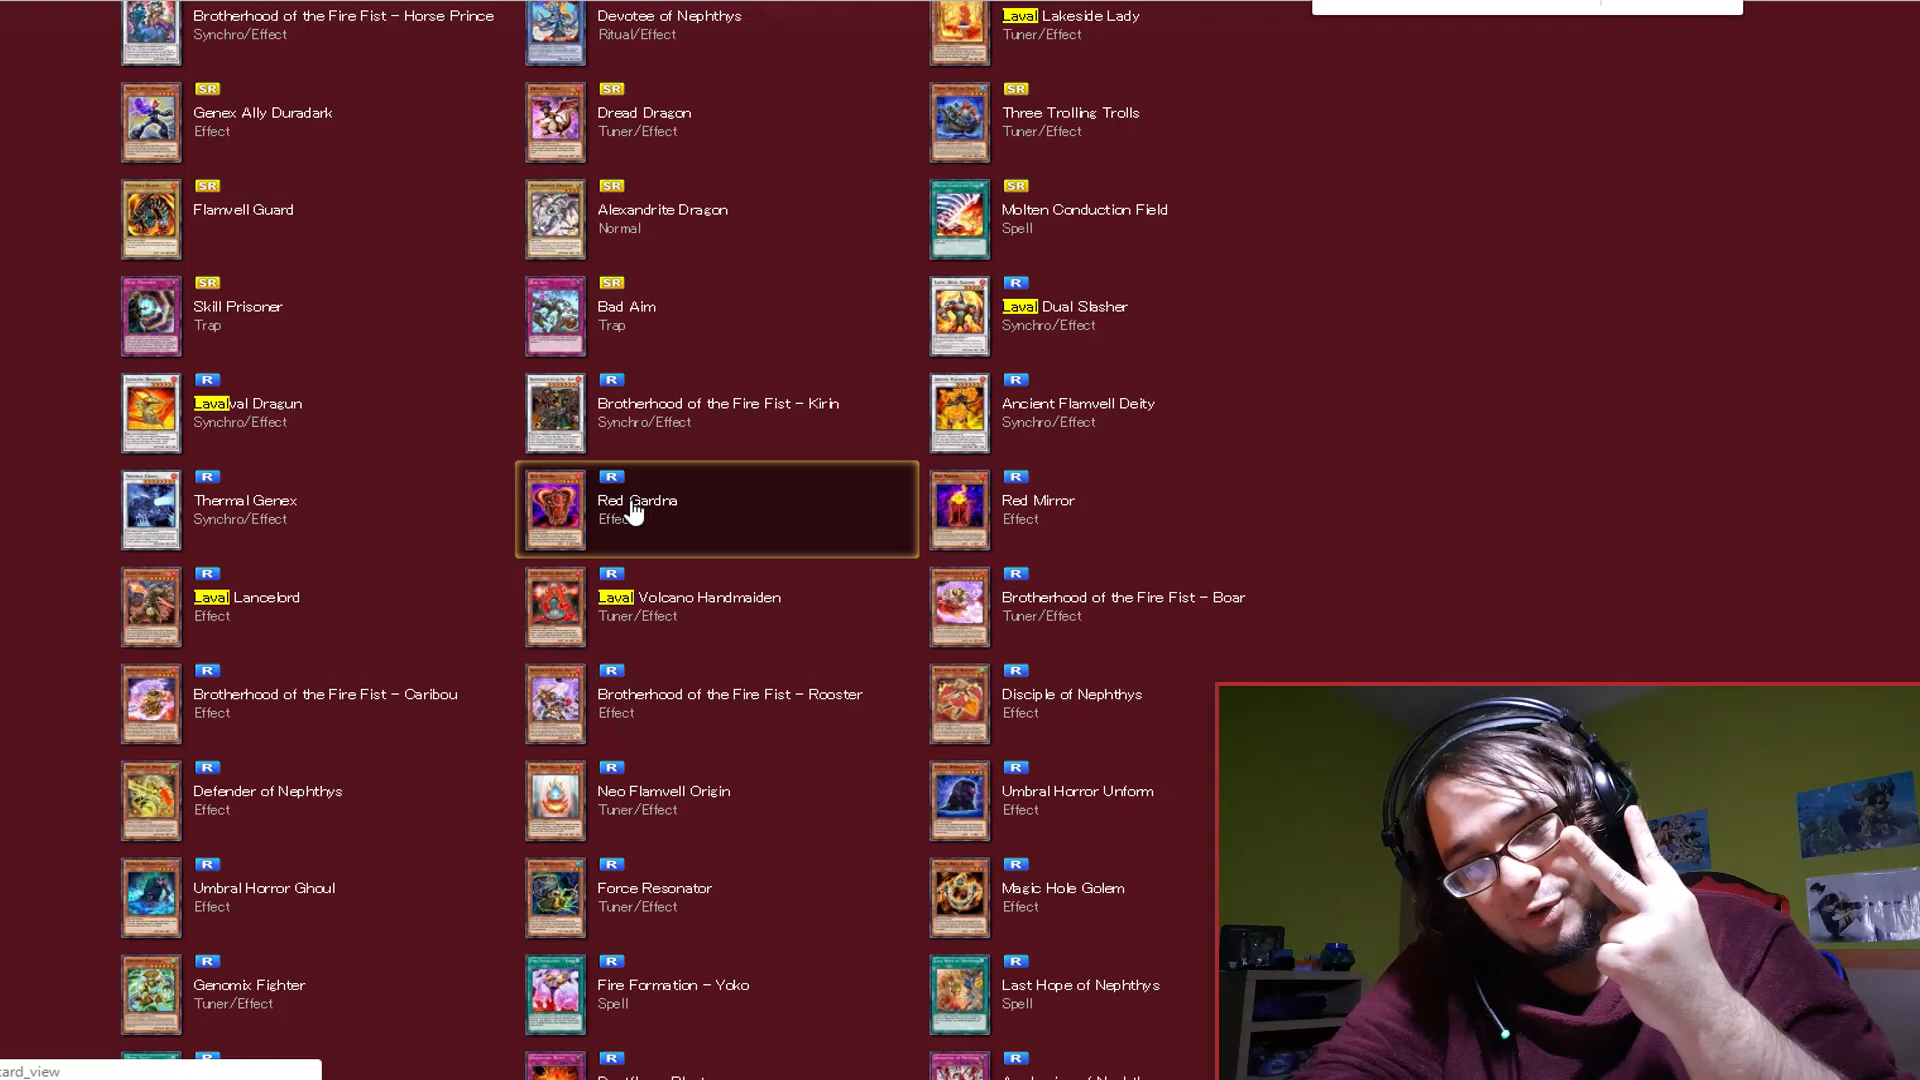 Brotherhood of the Fire Fist - Horse Prince
Synchro/Effect
Devotee of Nephthys
Ritual/Effect
Laval Lakeside Lady
Tuner/Effect
SR
Genex Ally Duradark
Effect
SR
Dread Dragon
Tuner/Effect
SR
Three Trolling Trolls
Tuner/Effect
SR
Flamvell Guard
SR
Alexandrite Dragon
Normal
SR
Molten Conduction Field
Spell
SR
Skill Prisoner
Trap
SR
Bad Aim
Trap
R
Laval Dual Slasher
Synchro/Effect
R
Lavalval Dragun
Synchro/Effect
R
Brotherhood of the Fire Fist - Kirin
Synchro/Effect
R
Ancient Flamvell Deity
Synchro/Effect
R
Thermal Genex
Synchro/Effect
R
Red Gardna
R
Red Mirror
Effect
R
Laval Lancelord
Effect
R
Laval Volcano Handmaiden
Tuner/Effect
R
Brotherhood of the Fire Fist - Boar
Tuner/Effect
R
Brotherhood of the Fire Fist - Caribou
Effect
R
Brotherhood of the Fire Fist - Rooster
Effect
R
Disciple of Nephthys
Effect
R
Defender of Nephthys
Effect
R
Neo Flamvell Origin
Tuner/Effect
R
Umbral Horror Unform
Effect
R
Umbral Horror Ghoul
Effect
R
Force Resonator
Tuner/Effect
R
Magic Hole Golem
Effect
R
Genomix Fighter
Tuner/Effect
R
Fire Formation - Yoko
Spell
R
Last Hope of Nephthys
Spell
R
R
R
card_view